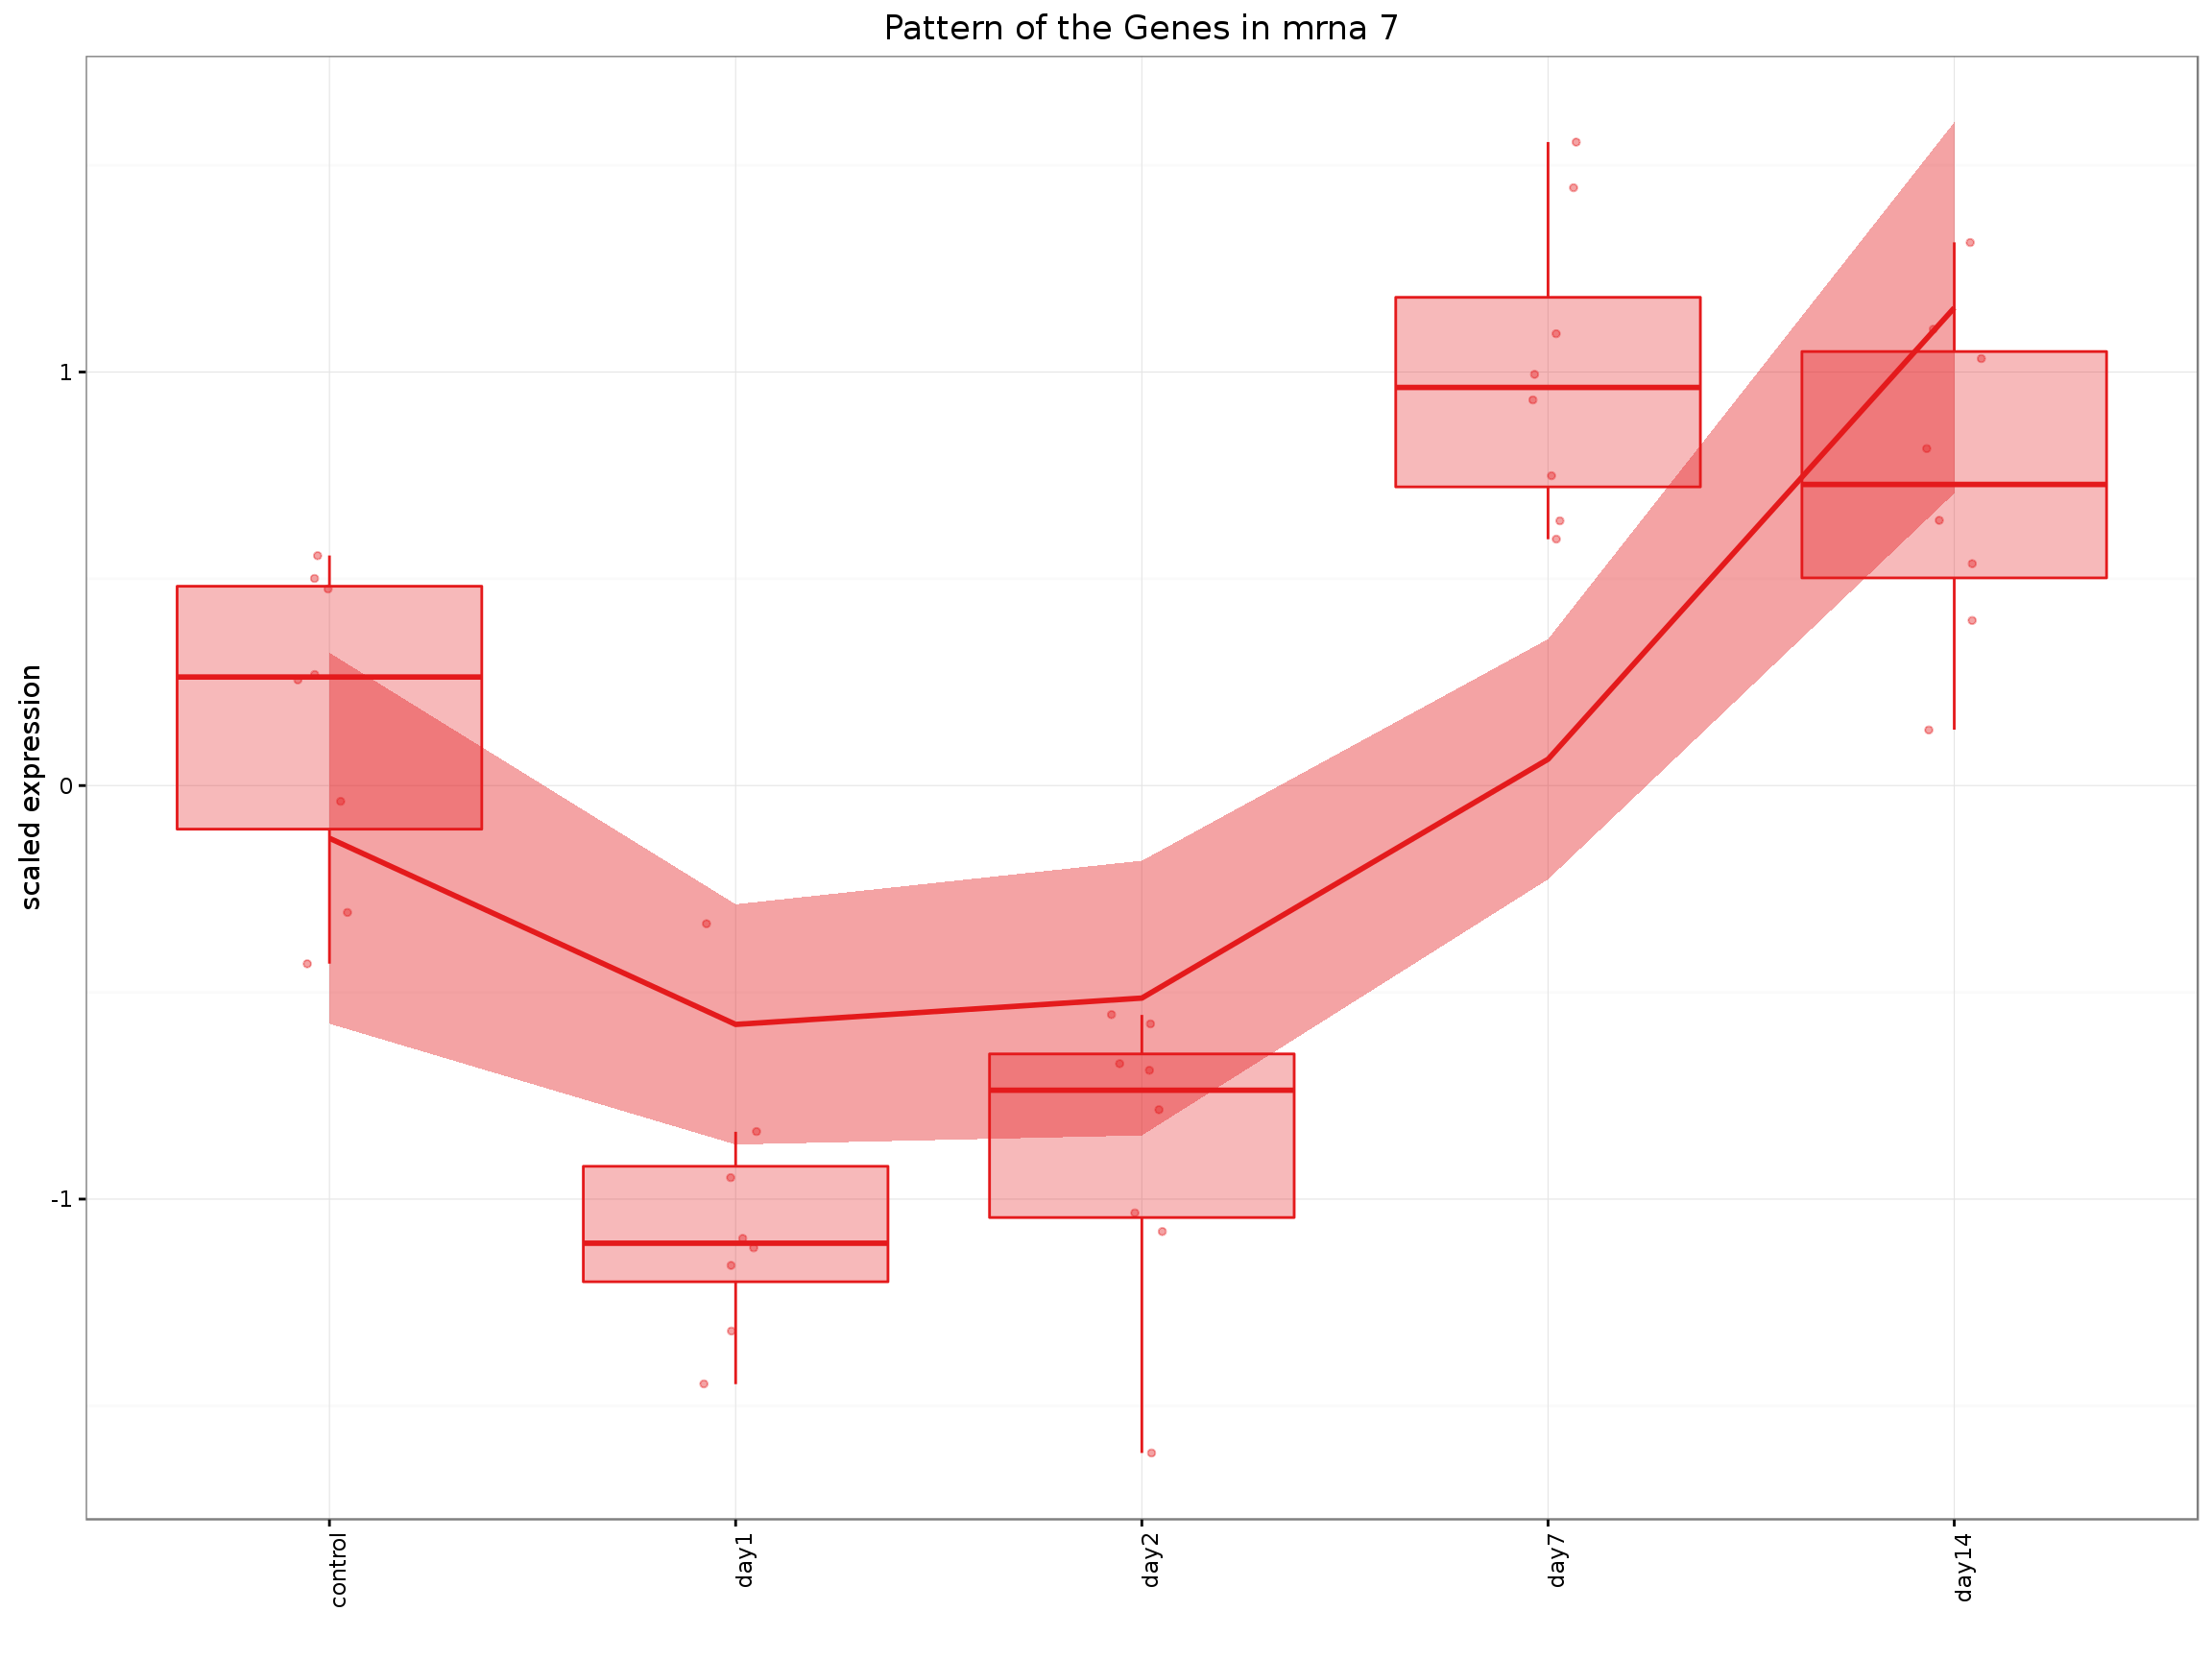 Pattern of the Genes in mrna 7
scaled expression
1
0
-1
control
day1
day2
day7
day14